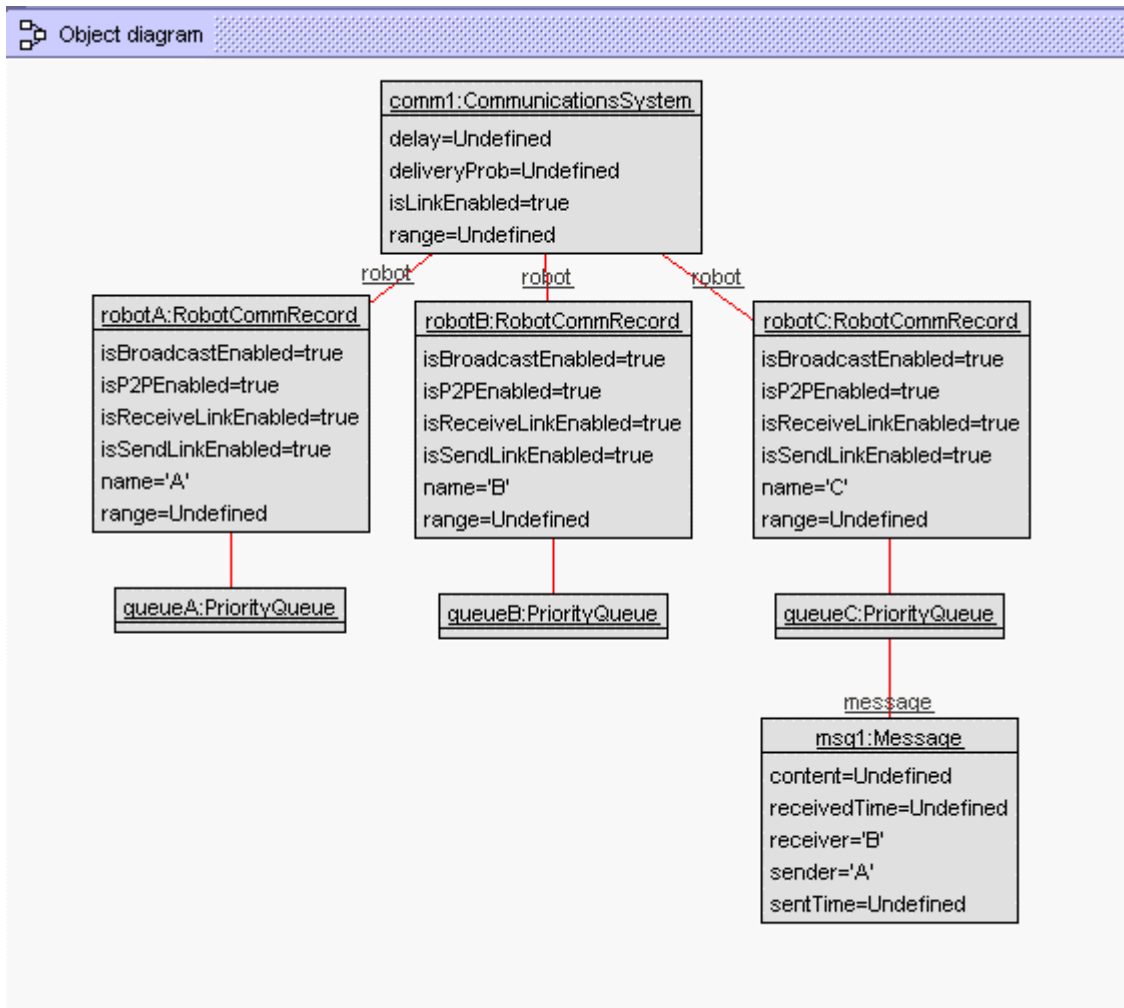 Object diagram
comm1:CommunicationsSystem
delay=Undefined
deliveryProb=Undefined
isLinkEnabled=true
range=Undefined
robot
robot
robot
robotA:RobotCommRecord
isBroadcastEnabled=true
isP2PEnabled=true
isReceiveLinkEnabled=true
isSendLinkEnabled=true
name='A'
range=Undefined
robotB:RobotCommRecord
isBroadcastEnabled=true
isP2PEnabled=true
isReceiveLinkEnabled=true
isSendLinkEnabled=true
name='B'
range=Undefined
robotC:RobotCommRecord
isBroadcastEnabled=true
isP2PEnabled=true
isReceiveLinkEnabled=true
isSendLinkEnabled=true
name='C'
range=Undefined
queueA:PriorityQueue
queueB:PriorityQueue
queueC:PriorityQueue
message
msg1:Message
content=Undefined
receivedTime=Undefined
receiver='B'
sender='A'
sentTime=Undefined